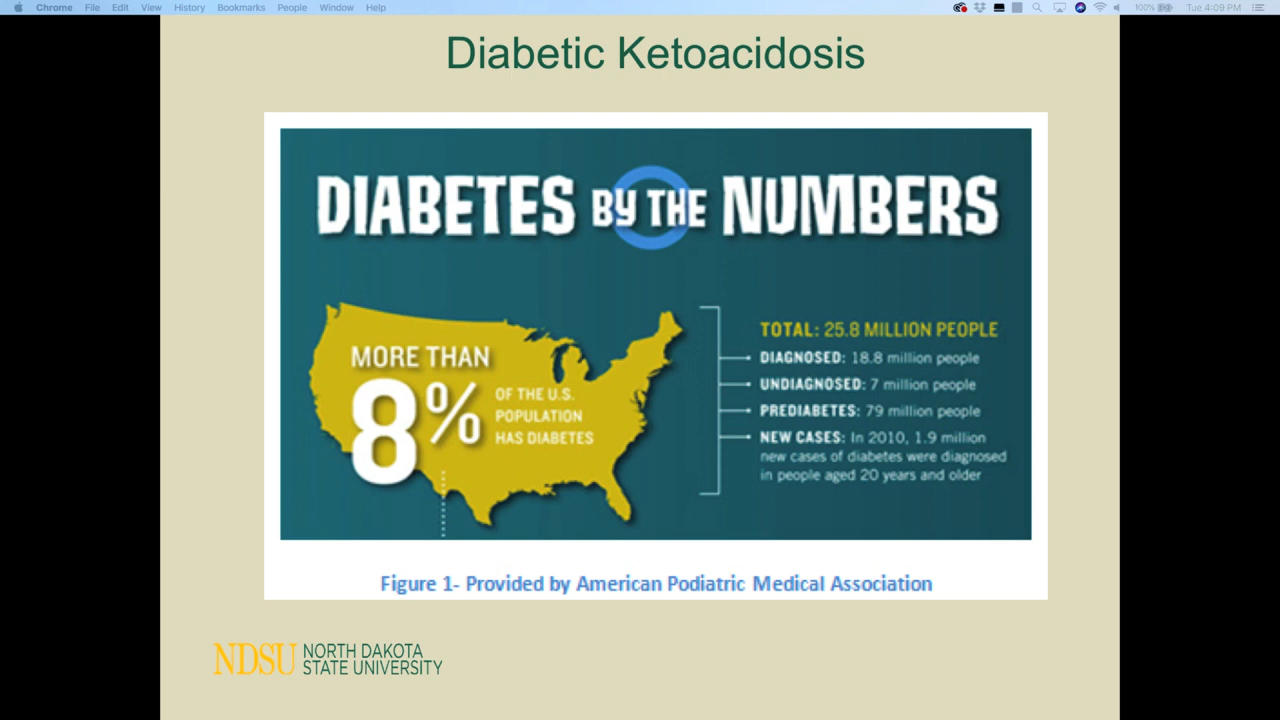 Chrome File Edit View History Bookmarks People Window Help 100% Tue 4:09 PM
Diabetic Ketoacidosis
DIABETES BY THE NUMBERS
MORE THAN
8%
OF THE U.S.
POPULATION
HAS DIABETES
TOTAL: 25.8 MILLION PEOPLE
DIAGNOSED: 18.8 million people
UNDIAGNOSED: 7 million people
PREDIABETES: 79 million people
NEW CASES: In 2010, 1.9 million
new cases of diabetes were diagnosed
in people aged 20 years and older
Figure 1- Provided by American Podiatric Medical Association
NDSU NORTH DAKOTA
STATE UNIVERSITY